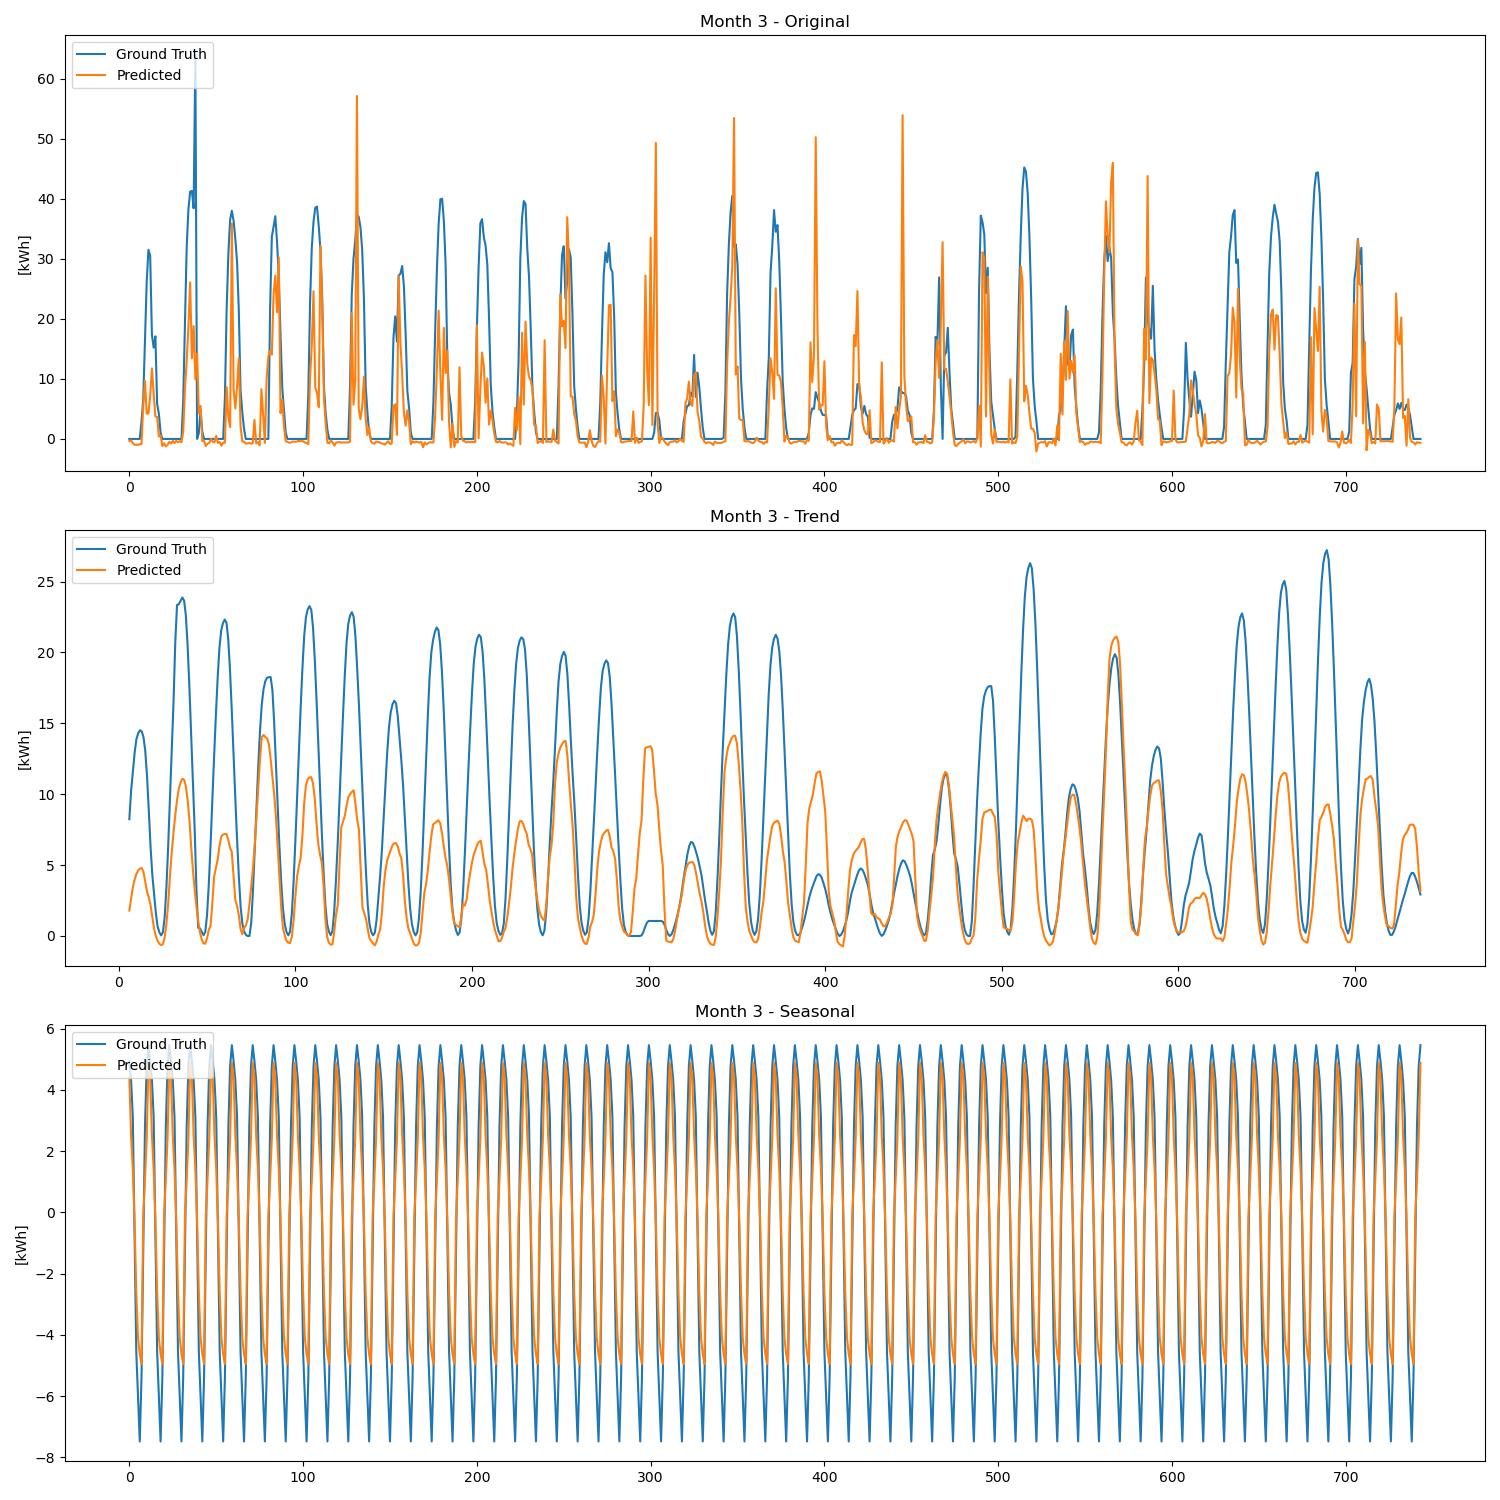 Month 3 - Original
Ground Truth
Predicted
[kWh]
60
50
40
30
20
10
0
0 100 200 300 400 500 600 700
Month 3 - Trend
Ground Truth
Predicted
[kWh]
25
20
15
10
5
0
0 100 200 300 400 500 600 700
Month 3 - Seasonal
Ground Truth
Predicted
[kWh]
6
4
2
0
−2
−4
−6
−8
0 100 200 300 400 500 600 700